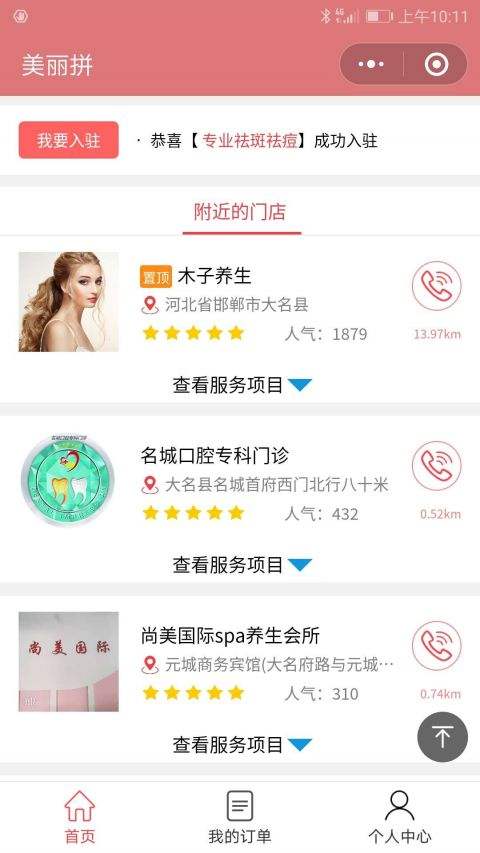 4G 上午10:11
美丽拼
我要入驻 · 恭喜【 专业祛斑祛痘】成功入驻
附近的门店
置顶 木子养生
河北省邯郸市大名县
人气：1879 13.97km
查看服务项目
名城口腔专科门诊
大名县名城首府西门北行八十米
人气：432 0.52km
查看服务项目
尚美国际
尚美国际spa养生会所
元城商务宾馆(大名府路与元城…
人气：310 0.74km
查看服务项目
首页 我的订单 个人中心